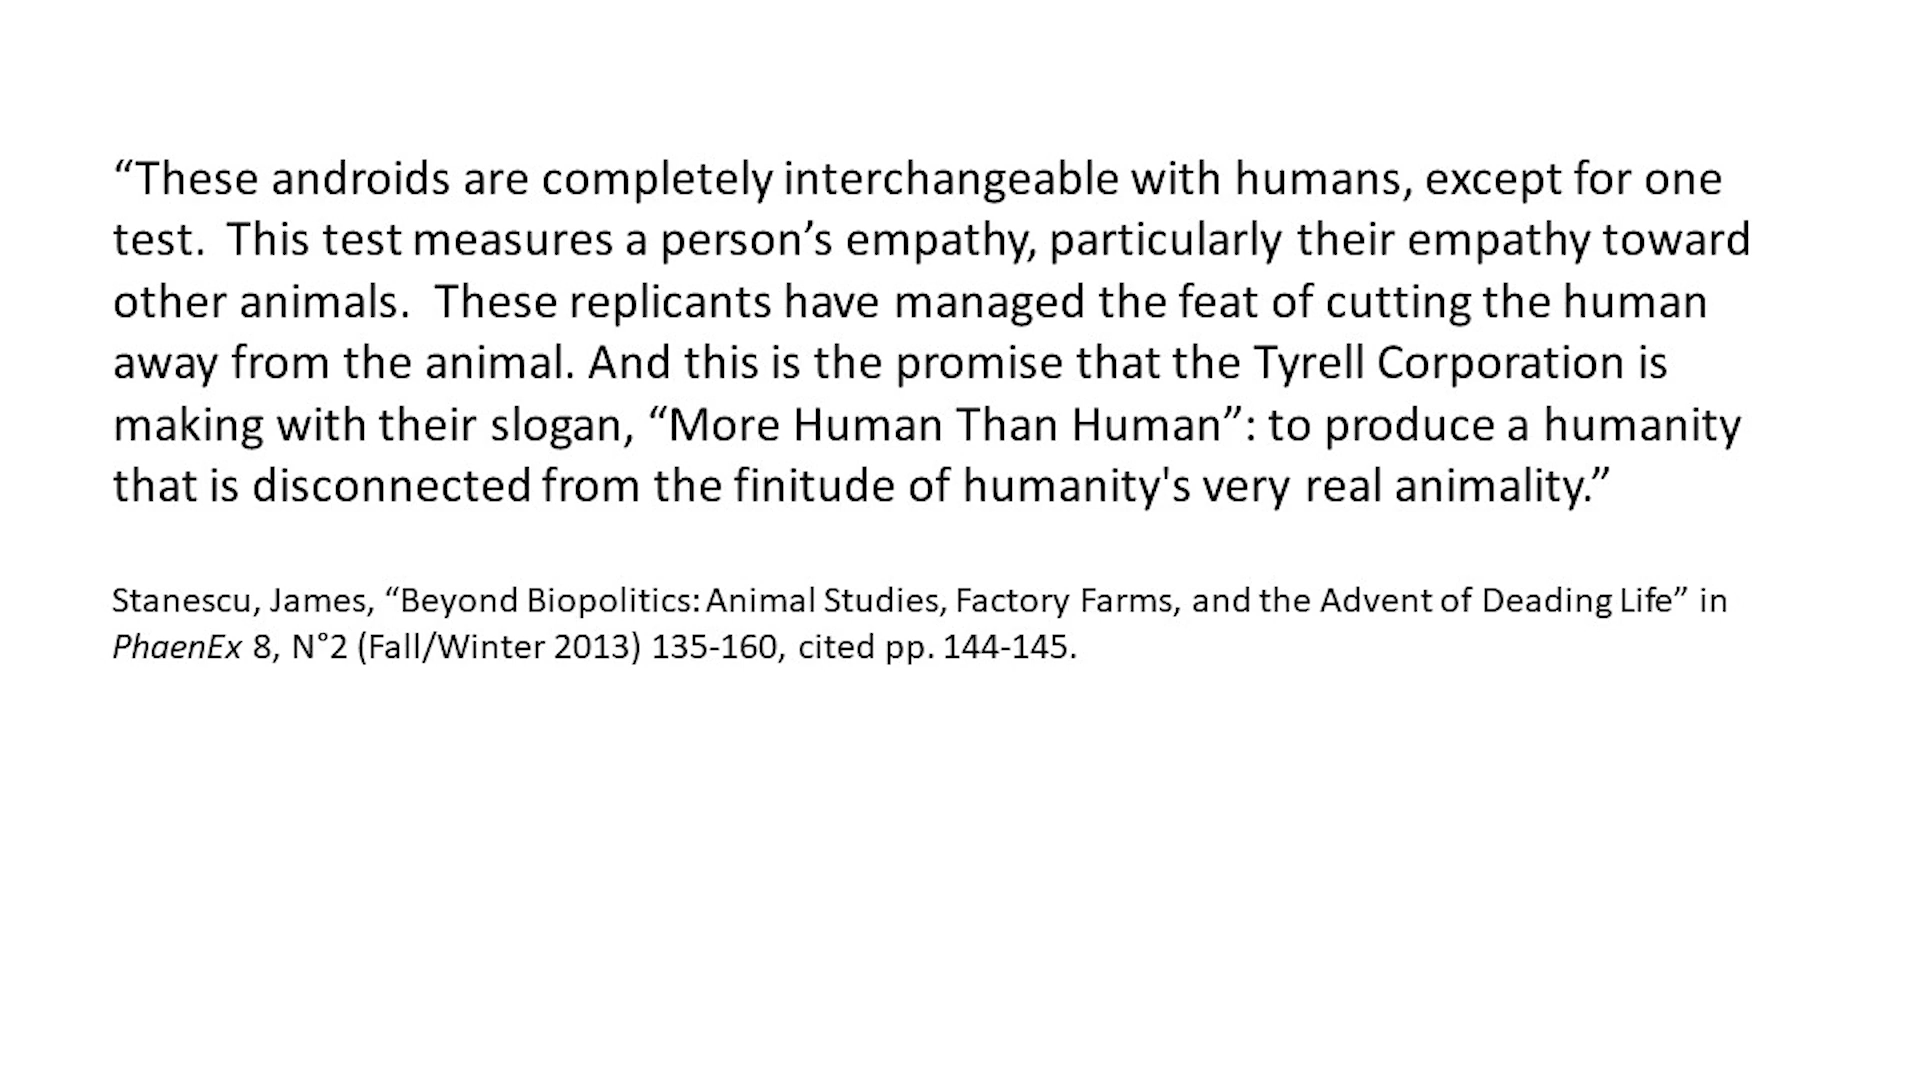 “These androids are completely interchangeable with humans, except for one
test.  This test measures a person’s empathy, particularly their empathy toward
other animals.  These replicants have managed the feat of cutting the human
away from the animal. And this is the promise that the Tyrell Corporation is
making with their slogan, “More Human Than Human”: to produce a humanity
that is disconnected from the finitude of humanity's very real animality.”
Stanescu, James, “Beyond Biopolitics: Animal Studies, Factory Farms, and the Advent of Deading Life” in
PhaenEx 8, N°2 (Fall/Winter 2013) 135-160, cited pp. 144-145.